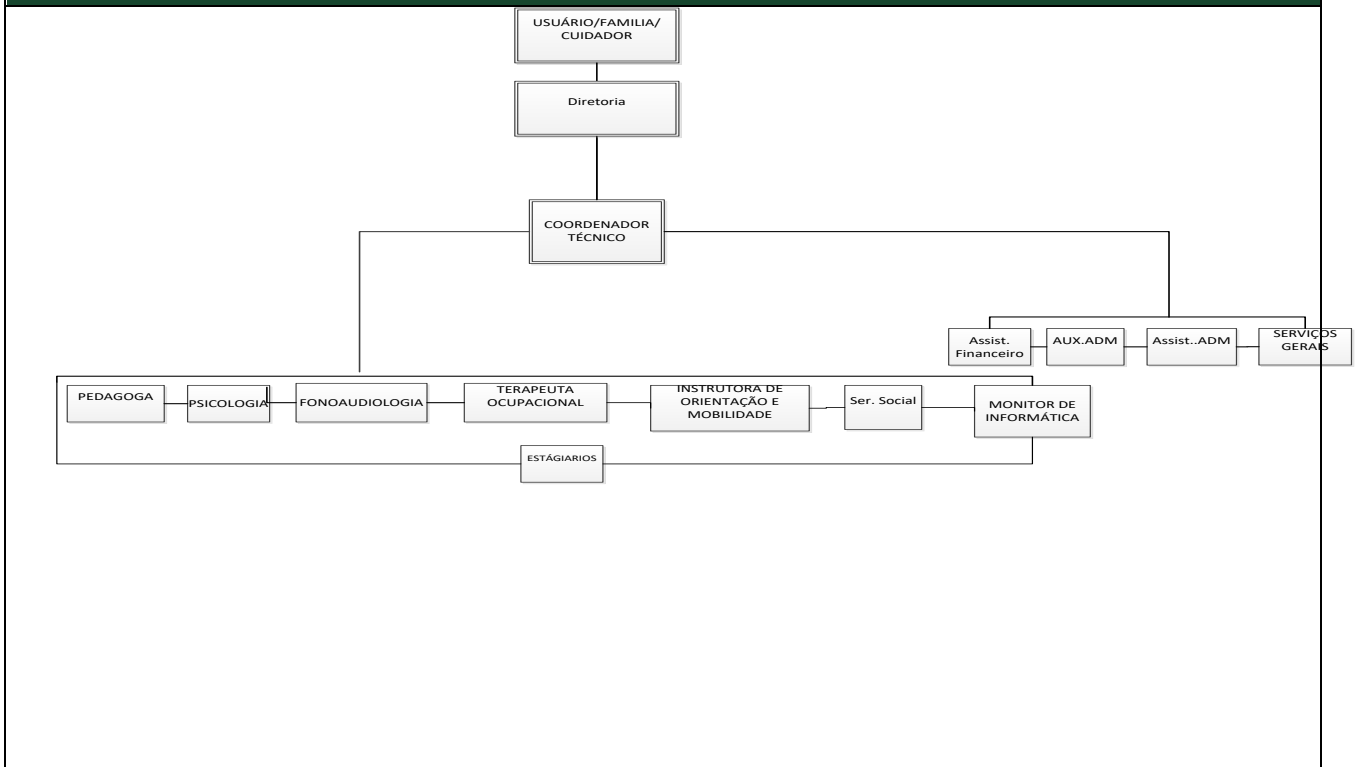 USUÁRIO/FAMILIA/
CUIDADOR
Diretoria
COORDENADOR
TÉCNICO
Assist.
Financeiro
AUX.ADM
Assist..ADM
SERVIÇOS
GERAIS
PEDAGOGA
PSICOLOGIA
FONOAUDIOLOGIA
TERAPEUTA
OCUPACIONAL
INSTRUTORA DE
ORIENTAÇÃO E
MOBILIDADE
Ser. Social
MONITOR DE
INFORMÁTICA
ESTÁGIARIOS